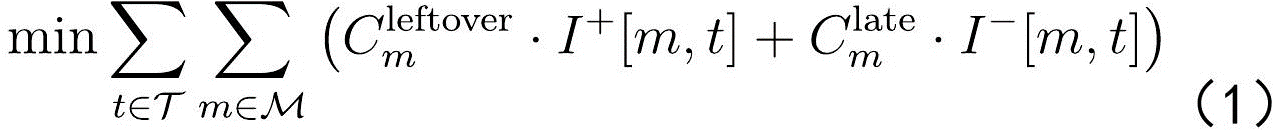 min ∑_{t∈𝒯} ∑_{m∈ℳ} (C_m^{leftover} · I⁺[m, t] + C_m^{late} · I⁻[m, t]) (1)